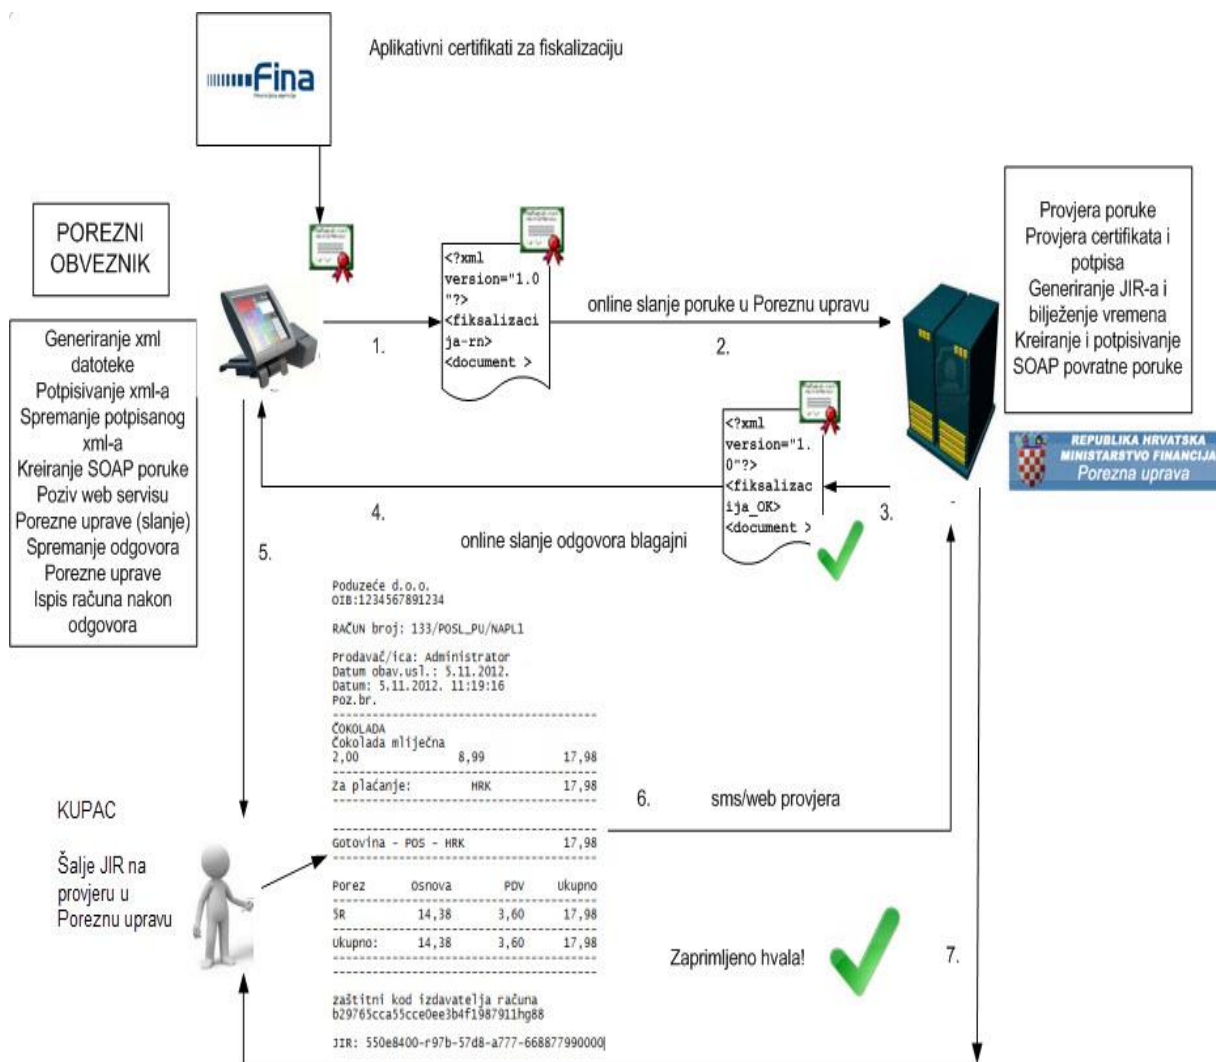 Fina
Aplikativni certifikati za fiskalizaciju
POREZNI
OBVEZNIK
Generiranje xml
datoteke
Potpisivanje xml-a
Spremanje potpisanog
xml-a
Kreiranje SOAP poruke
Poziv web servisu
Porezne uprave (slanje)
Spremanje odgovora
Porezne uprave
Ispis računa nakon
odgovora
1.
<?xml
version="1.0
"?>
<fiksalizaci
ja-rn>
<document >
online slanje poruke u Poreznu upravu
2.
Provjera poruke
Provjera certifikata i
potpisa
Generiranje JIR-a i
bilježenje vremena
Kreiranje i potpisivanje
SOAP povratne poruke
REPUBLIKA HRVATSKA
MINISTARSTVO FINANCIJA
Porezna uprava
<?xml
version="1.
0"?>
<fiksalizac
ija_OK>
<document >
3.
4.
online slanje odgovora blagajni
5.
Poduzeće d.o.o.
OIB:1234567891234
RAČUN broj: 133/POSL_PU/NAPL1
Prodavač/ica: Administrator
Datum obav.usl.: 5.11.2012.
Datum: 5.11.2012. 11:19:16
Poz.br.
ČOKOLADA
Čokolada mliječna
2,00 8,99 17,98
Za plaćanje: HRK 17,98
Gotovina - POS - HRK 17,98
Porez Osnova PDV Ukupno
5R 14,38 3,60 17,98
Ukupno: 14,38 3,60 17,98
zaštitni kod izdavatelja računa
b29765cca55cce0ee3b4f1987911hg88
JIR: 550e8400-r97b-57d8-a777-668877990000
6.
sms/web provjera
KUPAC
Šalje JIR na
provjeru u
Poreznu upravu
Zaprimljeno hvala!
7.